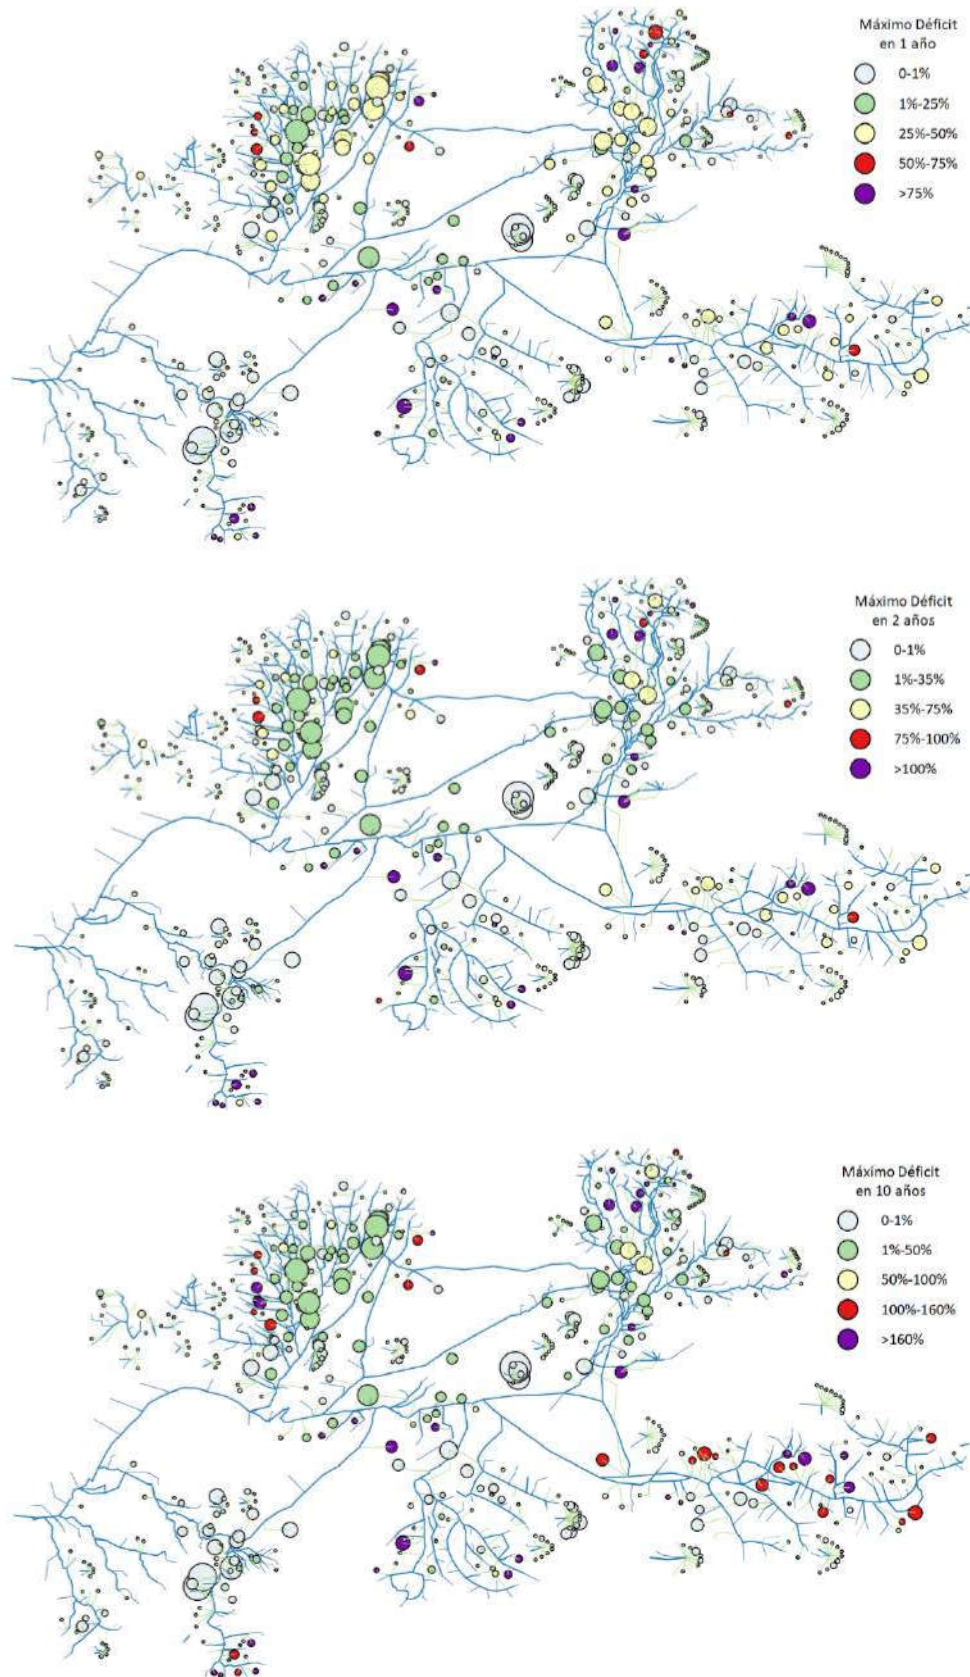 Máximo Déficit
en 1 año
0-1%
1%-25%
25%-50%
50%-75%
>75%
Máximo Déficit
en 2 años
0-1%
1%-35%
35%-75%
75%-100%
>100%
Máximo Déficit
en 10 años
0-1%
1%-50%
50%-100%
100%-160%
>160%